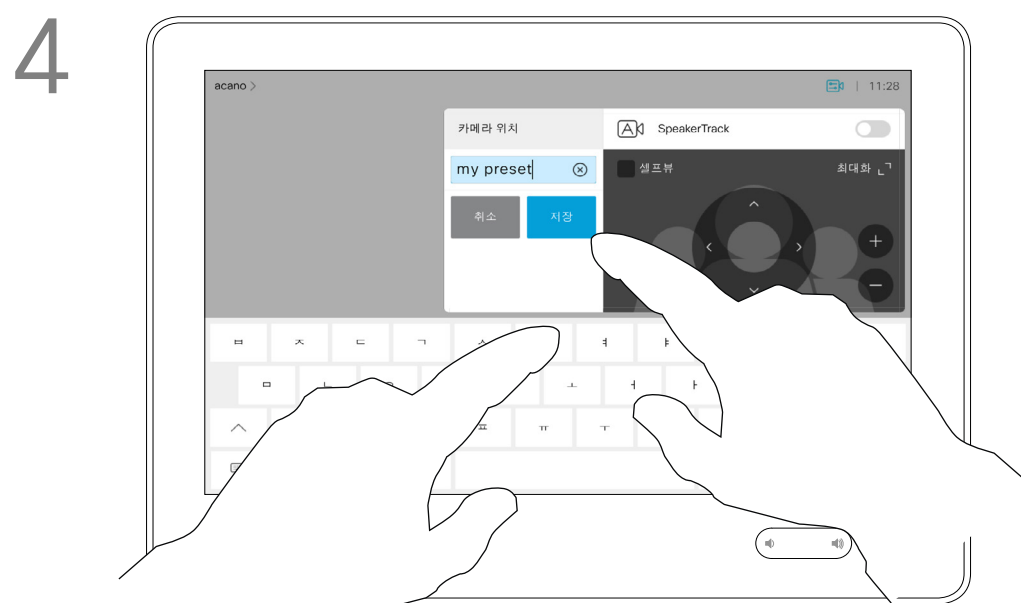 4
acano >
11:28
카메라 위치
SpeakerTrack
my preset
셀프뷰
최대화
취소
저장
ㅂ ㅈ ㄷ ㄱ ㅅ ㅕ ㅑ
ㅁ ㄴ ㅗ ㅓ ㅏ
ㅍ ㅠ ㅜ